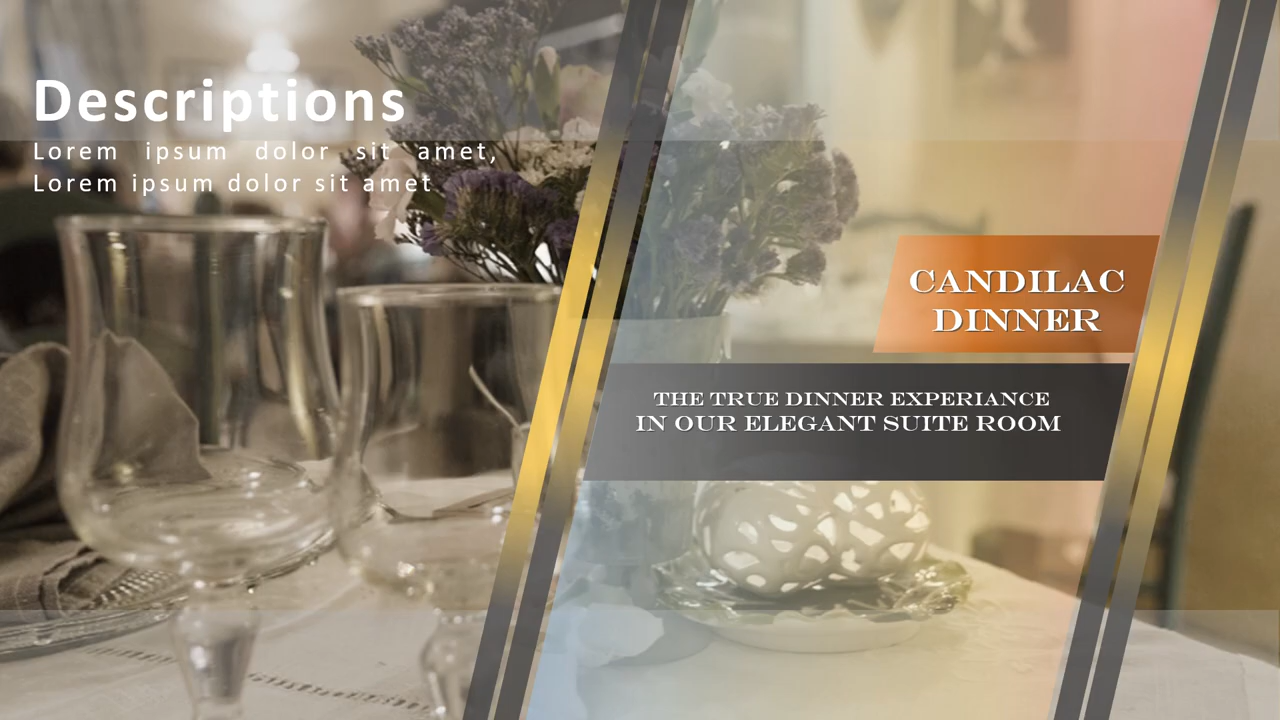 Descriptions
Lorem ipsum dolor sit amet,
Lorem ipsum dolor sit amet
CANDILAC
DINNER
THE TRUE DINNER EXPERIANCE
IN OUR ELEGANT SUITE ROOM